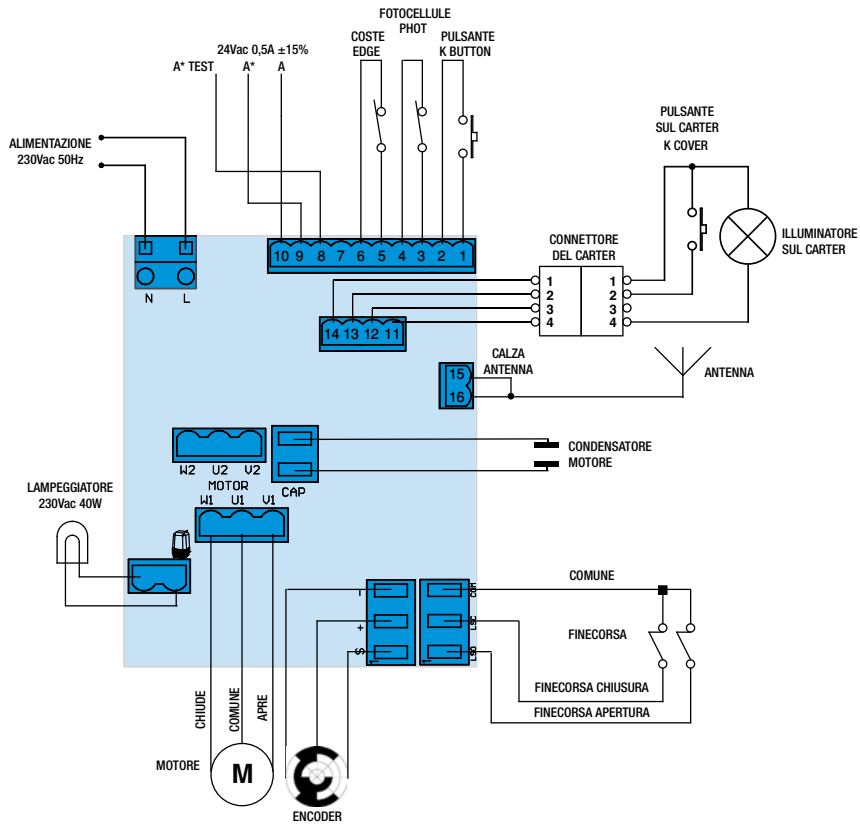 FOTOCELLULE
PHOT
COSTE
EDGE
PULSANTE
K BUTTON
24Vac 0,5A ±15%
A* TEST A* A
ALIMENTAZIONE
230Vac 50Hz
PULSANTE
SUL CARTER
K COVER
ILLUMINATORE
SUL CARTER
CONNETTORE
DEL CARTER
10 9 8 7 6 5 4 3 2 1
N L
1 1
2 2
3 3
4 4
14 13 12 11
CALZA
ANTENNA
ANTENNA
15
16
CONDENSATORE
MOTORE
W2 U2 V2
MOTOR
CAP
W1 U1 V1
LAMPEGGIATORE
230Vac 40W
- + S
1
COM
LSC
LSO
1
COMUNE
FINECORSA
FINECORSA CHIUSURA
FINECORSA APERTURA
CHIUDE
COMUNE
APRE
MOTORE
M
ENCODER